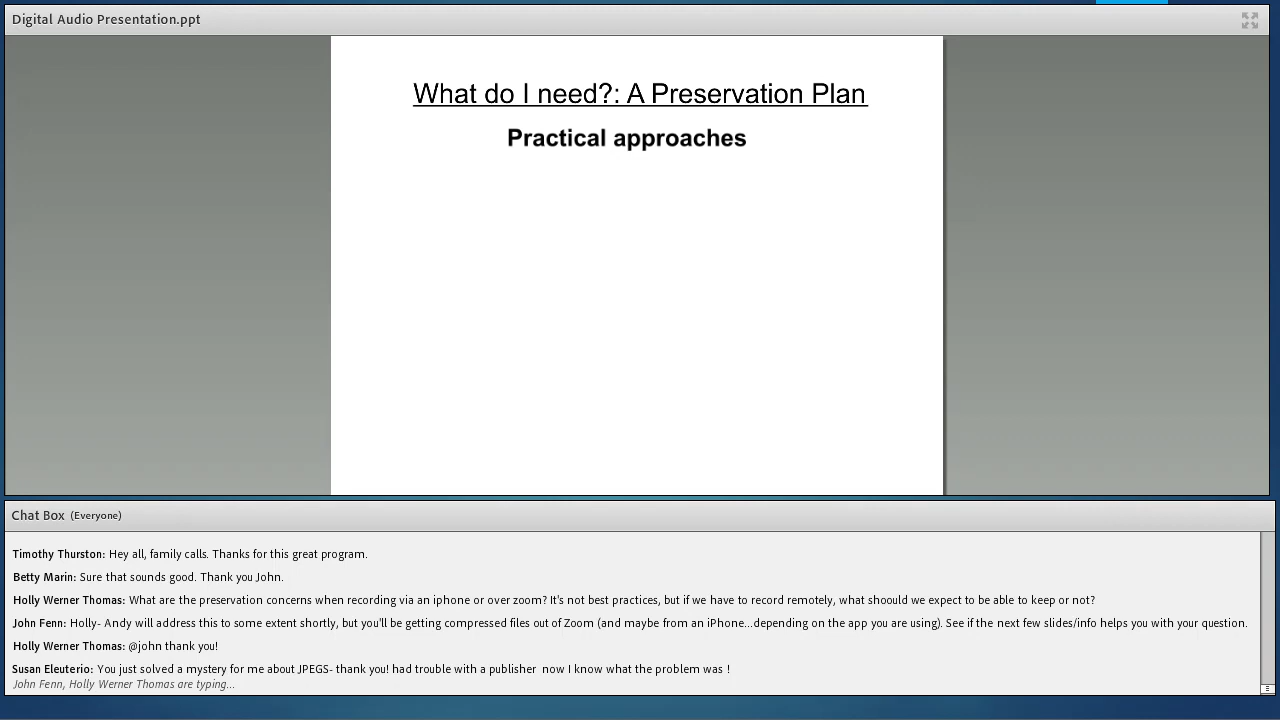 Digital Audio Presentation.ppt
What do I need?: A Preservation Plan
Practical approaches
Chat Box (Everyone)
Timothy Thurston: Hey all, family calls. Thanks for this great program.
Betty Marin: Sure that sounds good. Thank you John.
Holly Werner Thomas: What are the preservation concerns when recording via an iphone or over zoom? It's not best practices, but if we have to record remotely, what shoould we expect to be able to keep or not?
John Fenn: Holly- Andy will address this to some extent shortly, but you'll be getting compressed files out of Zoom (and maybe from an iPhone...depending on the app you are using). See if the next few slides/info helps you with your question.
Holly Werner Thomas: @john thank you!
Susan Eleuterio: You just solved a mystery for me about JPEGS- thank you! had trouble with a publisher  now I know what the problem was !
John Fenn, Holly Werner Thomas are typing...